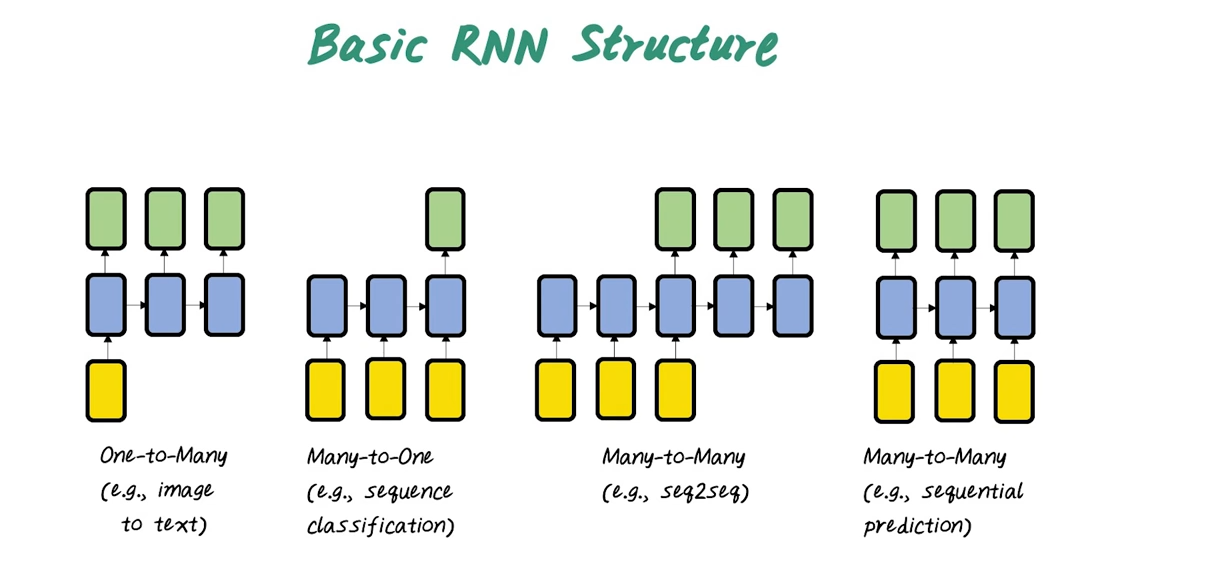 Basic RNN Structure
One-to-Many
(e.g., image
to text)
Many-to-One
(e.g., sequence
classification)
Many-to-Many
(e.g., seq2seq)
Many-to-Many
(e.g., sequential
prediction)